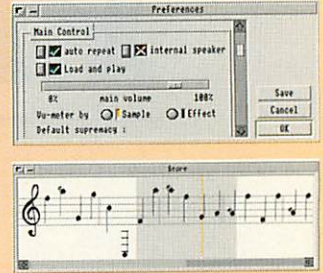 Preferences
Main Control
auto repeat internal speaker
Load and play
0% main volume 100%
Vu-meter by Sample Effect
Default supremacy :
Save
Cancel
OK
Score